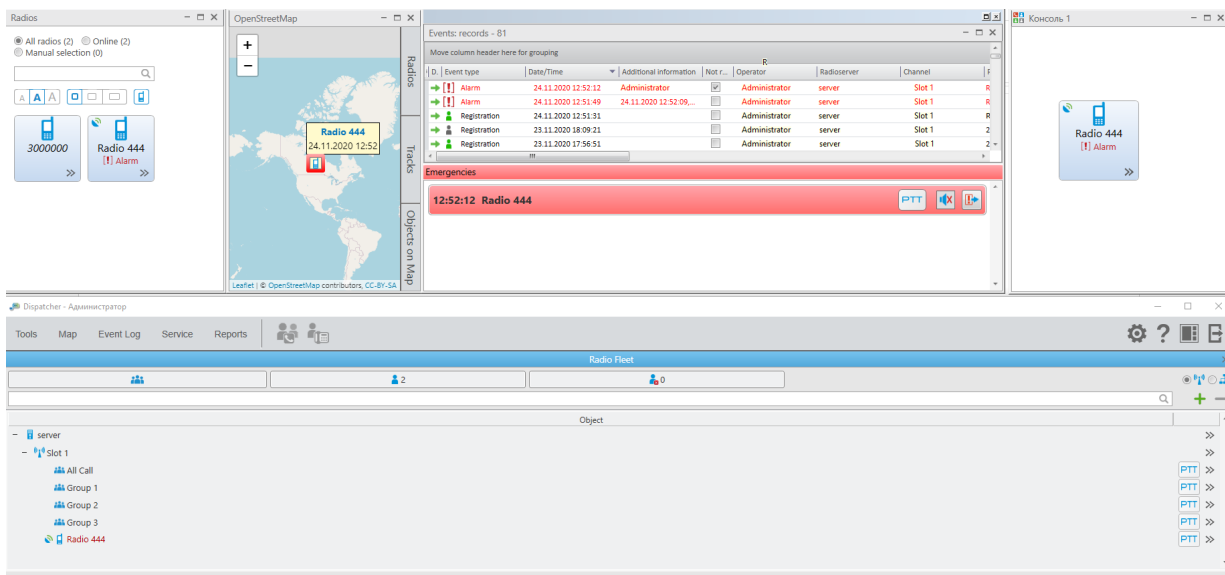 Radios
All radios (2) Online (2)
Manual selection (0)
A A A
3000000
Radio 444
[!] Alarm
OpenStreetMap
+
−
Radio 444
24.11.2020 12:52
Leaflet | © OpenStreetMap contributors, CC-BY-SA
Radios
Tracks
Objects on Map
Events: records - 81
Move column header here for grouping
R
D. Event type Date/Time Additional information Not r... Operator Radioserver Channel
[!] Alarm 24.11.2020 12:52:12 Administrator Administrator server Slot 1 R
[!] Alarm 24.11.2020 12:51:49 24.11.2020 12:52:09,... Administrator server Slot 1 R
Registration 24.11.2020 12:51:31 Administrator server Slot 1 R
Registration 23.11.2020 18:09:21 Administrator server Slot 1 2
Registration 23.11.2020 17:56:51 Administrator server Slot 1 2
Emergencies
12:52:12 Radio 444 PTT
Консоль 1
Radio 444
[!] Alarm
Dispatcher - Администратор
Tools Map Event Log Service Reports
Radio Fleet
2
0
Object
server
Slot 1
All Call PTT
Group 1 PTT
Group 2 PTT
Group 3 PTT
Radio 444 PTT